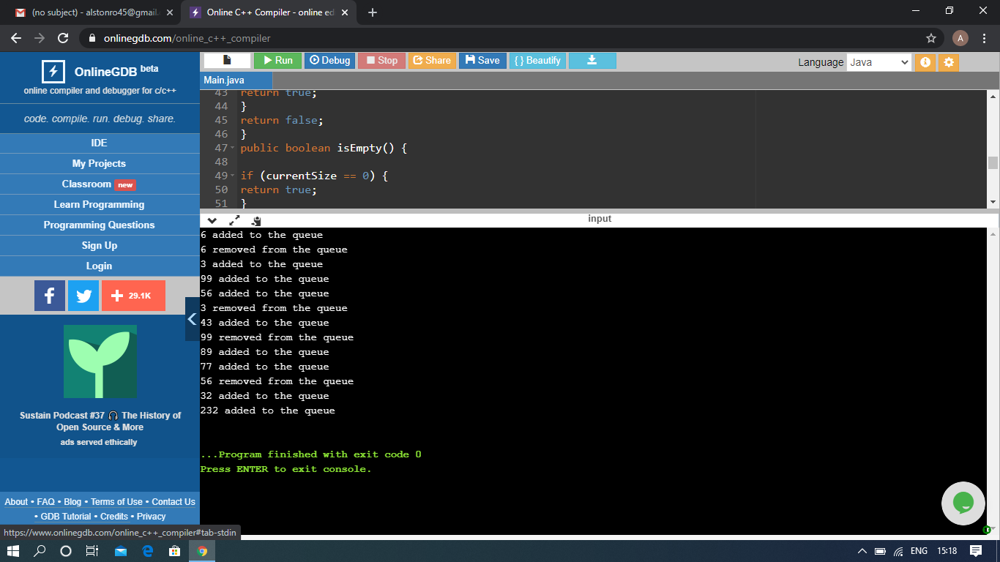 (no subject) - alstonro45@gmail.
Online C++ Compiler - online ed
onlinegdb.com/online_c++_compiler
A
OnlineGDB beta
online compiler and debugger for c/c++
code. compile. run. debug. share.
IDE
My Projects
Classroom new
Learn Programming
Programming Questions
Sign Up
Login
f
29.1K
Sustain Podcast #37 🎧 The History of
Open Source & More
ads served ethically
About • FAQ • Blog • Terms of Use • Contact Us
• GDB Tutorial • Credits • Privacy
https://www.onlinegdb.com/online_c++_compiler#tab-stdin
Run Debug Stop Share Save { } Beautify
Language Java
Main.java
43 return true;
44 }
45 return false;
46 }
47 public boolean isEmpty() {
48
49 if (currentSize == 0) {
50 return true;
51 }
input
6 added to the queue
6 removed from the queue
3 added to the queue
99 added to the queue
56 added to the queue
3 removed from the queue
43 added to the queue
99 removed from the queue
89 added to the queue
77 added to the queue
56 removed from the queue
32 added to the queue
232 added to the queue
...Program finished with exit code 0
Press ENTER to exit console.
ENG 15:18